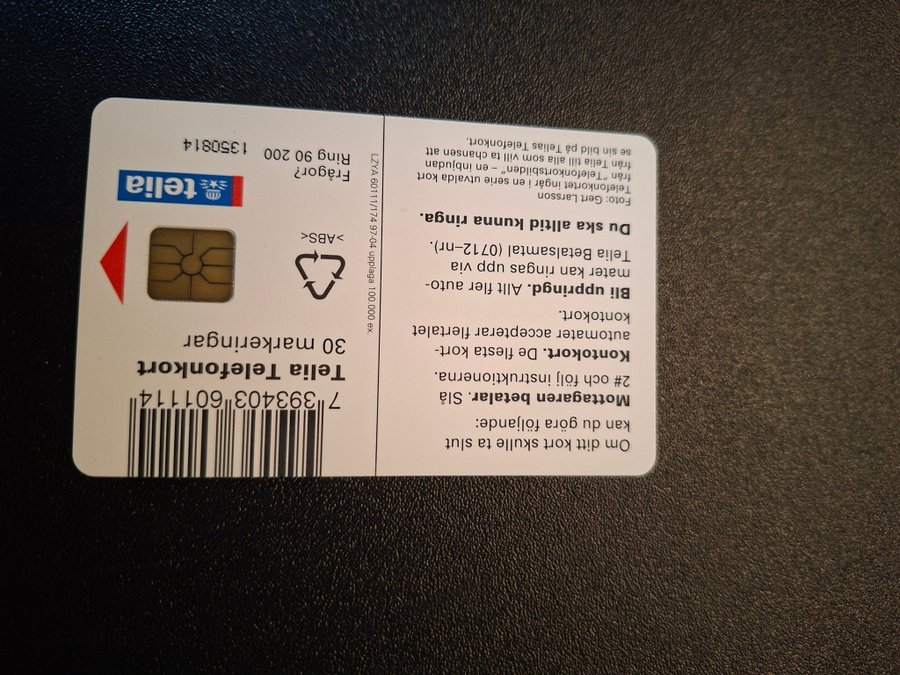 Om ditt kort skulle ta slut
kan du göra följande:
Mottagaren betalar. Slå
2# och följ instruktionerna.
Kontokort. De flesta kort-
automater accepterar flertalet
kontokort.
Bli uppringd. Allt fler auto-
mater kan ringas upp via
Telia Betalsamtal (0712–nr).
Du ska alltid kunna ringa.
Foto: Gert Larsson
Telefonkortet ingår i en serie utvalda kort
"Telefonkortsbilden" – en inbjudan
från Telia till alla som vill ta chansen att
se sin bild på Telias Telefonkort.
LZYA 60111/174 97-04 upplaga 100.000 ex.
7 393403 601114
Telia Telefonkort
30 markeringar
>ABS<
Frågor?
Ring 90 200
1350814
telia